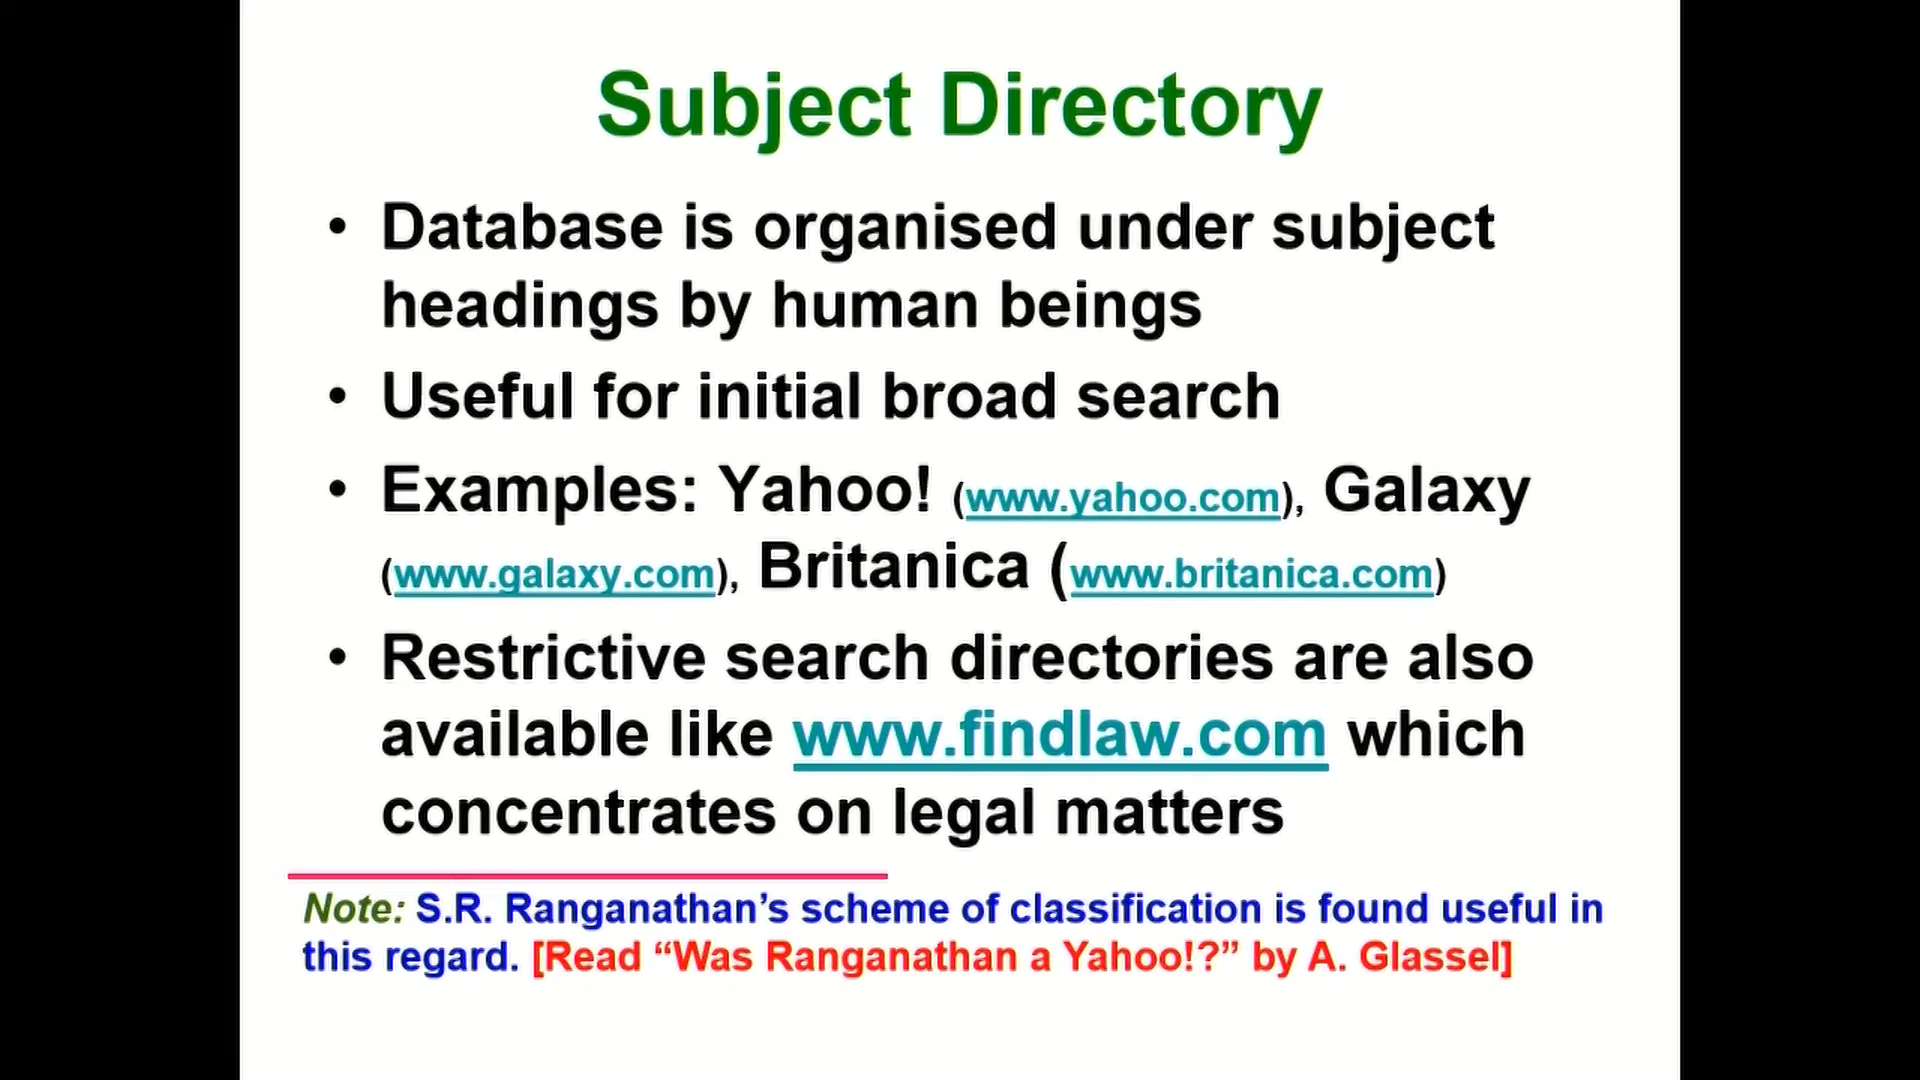 Subject Directory
• Database is organised under subject
headings by human beings
• Useful for initial broad search
• Examples: Yahoo! (www.yahoo.com), Galaxy
(www.galaxy.com), Britanica (www.britanica.com)
• Restrictive search directories are also
available like www.findlaw.com which
concentrates on legal matters
Note: S.R. Ranganathan’s scheme of classification is found useful in
this regard. [Read “Was Ranganathan a Yahoo!?” by A. Glassel]